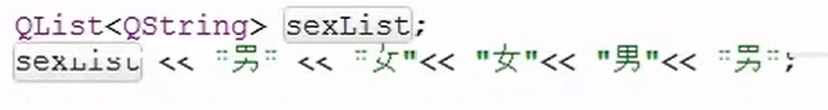 QList<QString> sexList;
sexList << "男" << "女"<< "女"<< "男"<< "男";